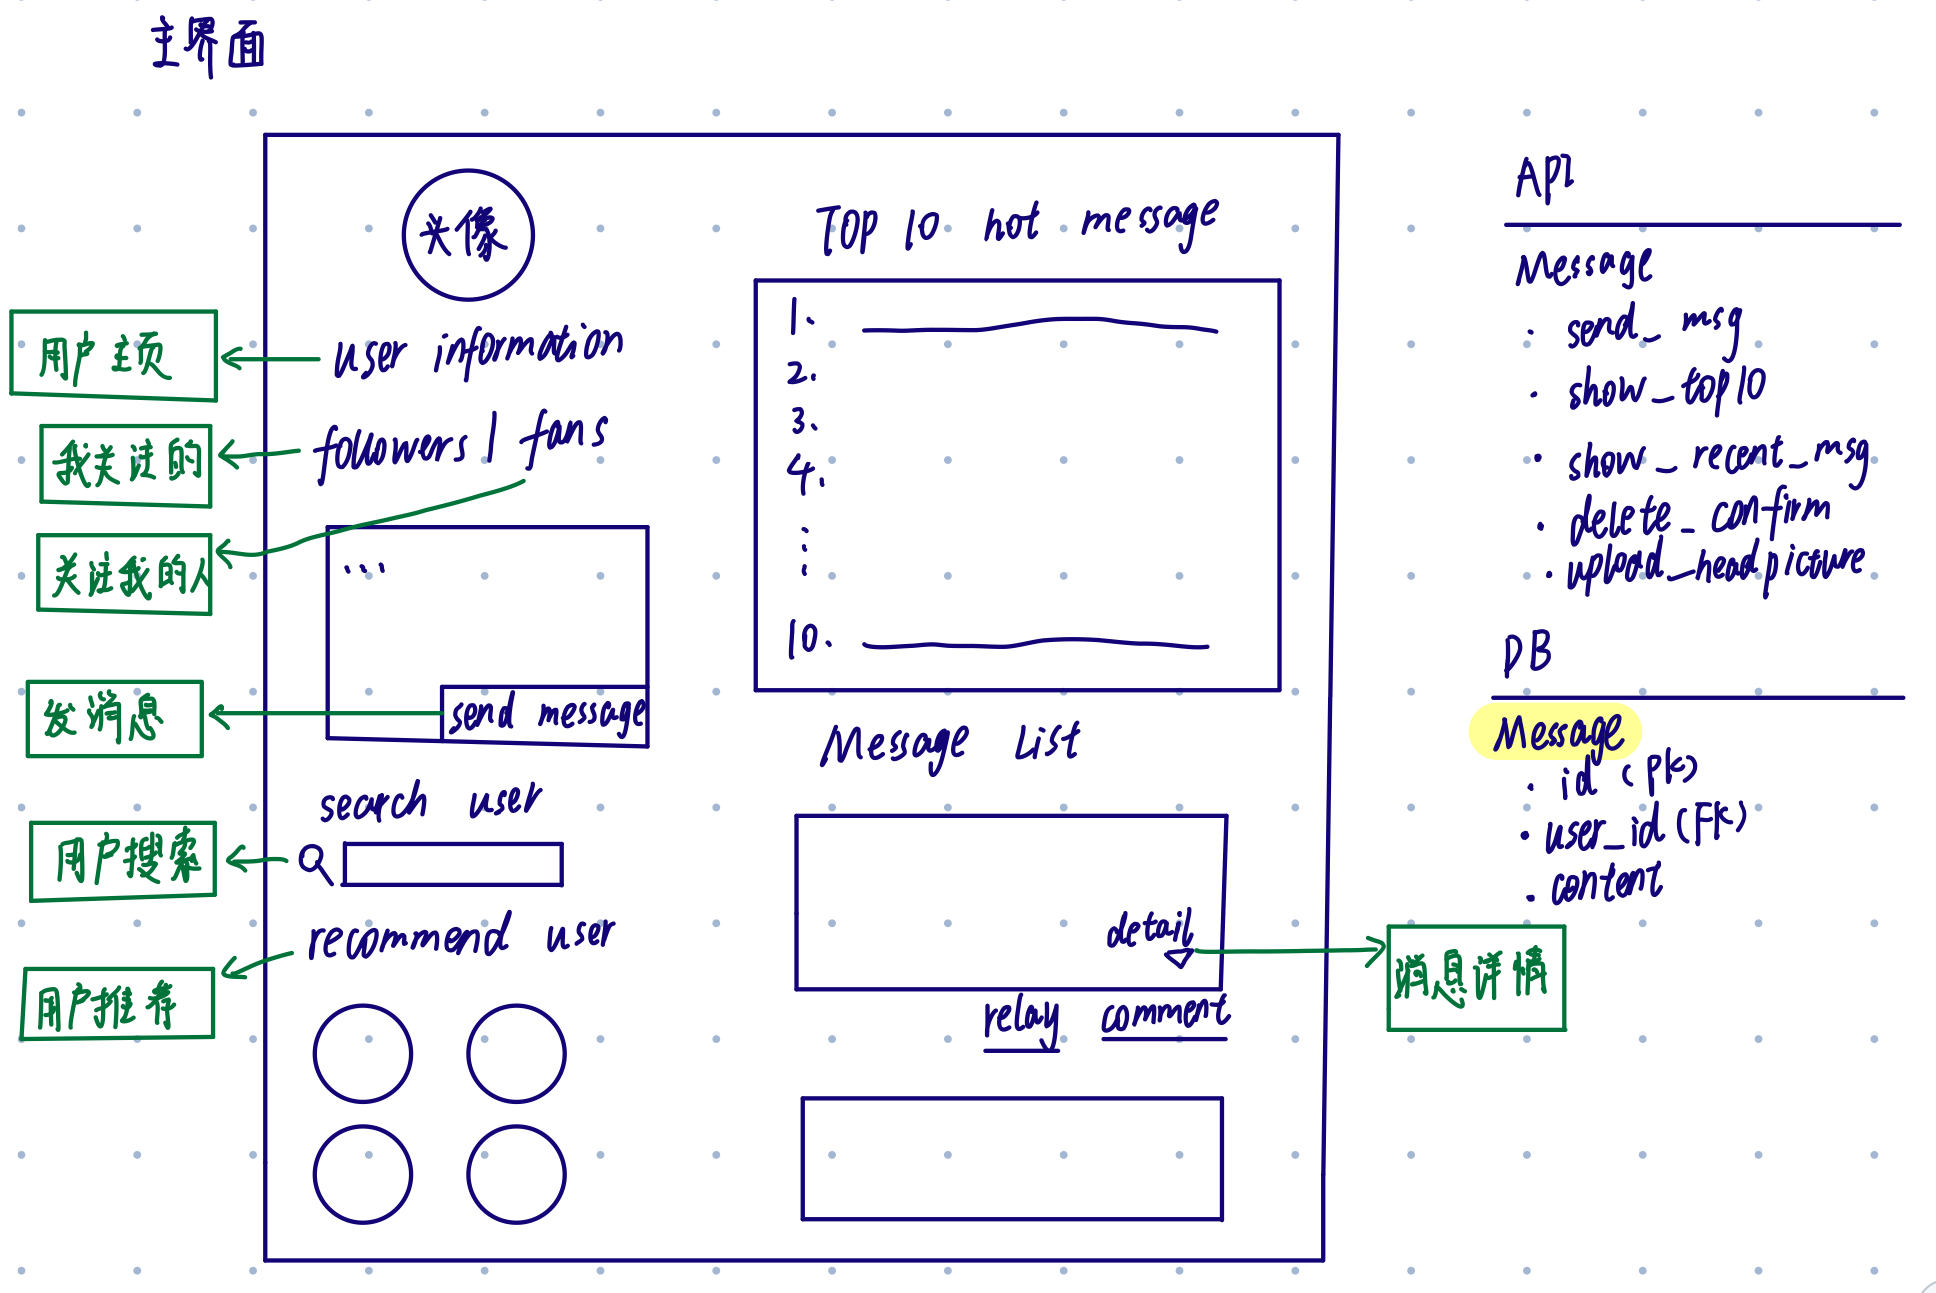 主界面
头像
user information
followers | fans
...
send message
search user
recommend user
用户主页
我关注的
关注我的人
发消息
用户搜索
用户推荐
TOP 10 hot message
1.
2.
3.
4.
10.
Message List
detail
relay comment
消息详情
API
Message
· send_msg
· show_top10
· show_recent_msg
· delete_confirm
· upload_headpicture
DB
Message
· id (PK)
· user_id (FK)
· content